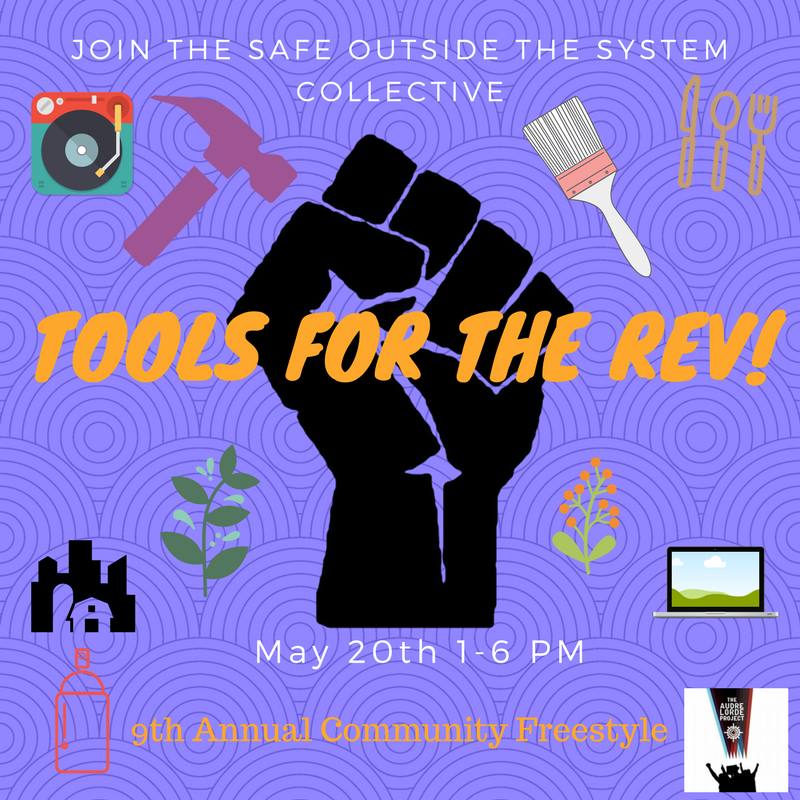 JOIN THE SAFE OUTSIDE THE SYSTEM
COLLECTIVE
TOOLS FOR THE REV!
May 20th 1-6 PM
9th Annual Community Freestyle
THE
AUDRE
LORDE
PROJECT